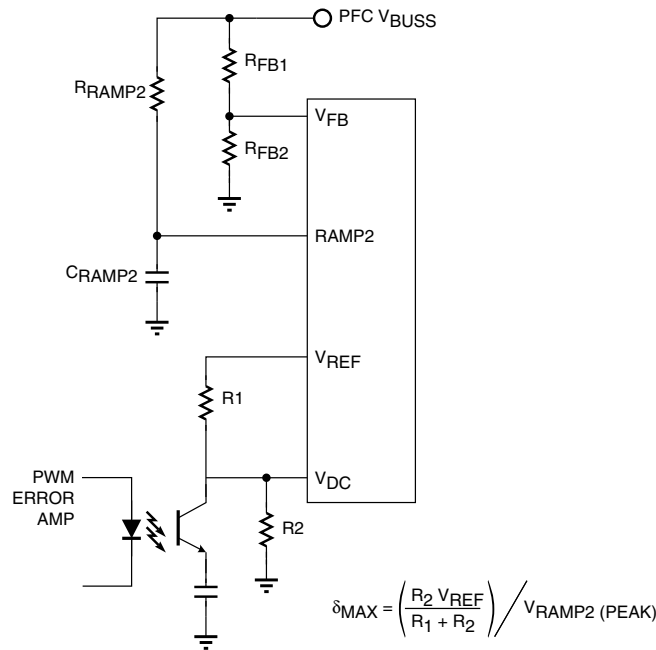 PFC VBUSS
RFB1
RRAMP2
VFB
RFB2
RAMP2
CRAMP2
VREF
R1
PWM
ERROR
AMP
VDC
R2
δMAX = (R2 VREF / R1 + R2) / VRAMP2 (PEAK)